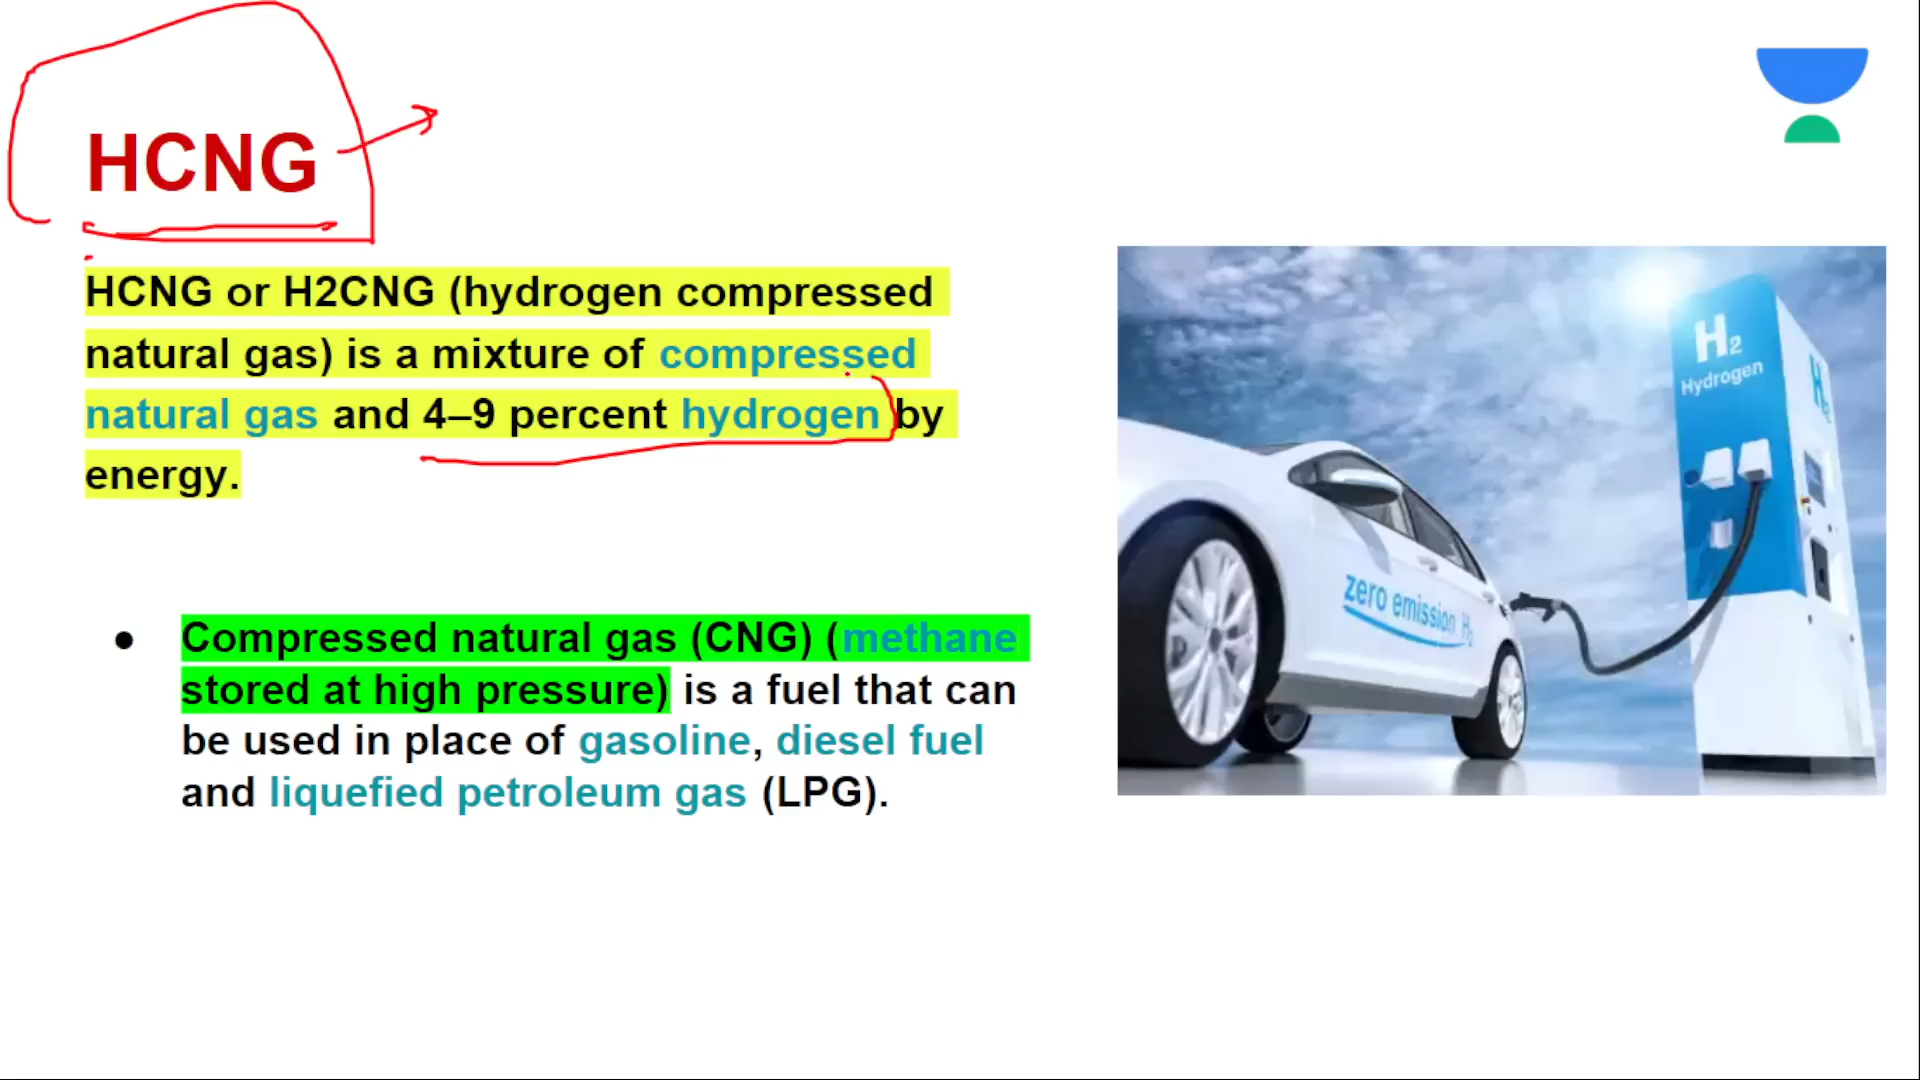 HCNG
HCNG or H2CNG (hydrogen compressed
natural gas) is a mixture of compressed
natural gas and 4–9 percent hydrogen by
energy.
● Compressed natural gas (CNG) (methane
stored at high pressure) is a fuel that can
be used in place of gasoline, diesel fuel
and liquefied petroleum gas (LPG).
H2
Hydrogen
H2
zero emission H2